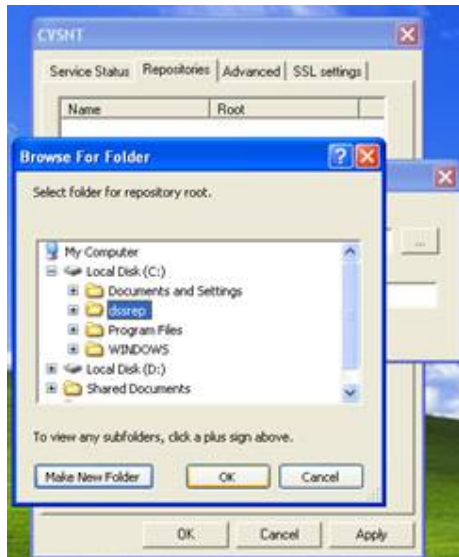 CVSNT
Service Status Repositories Advanced SSL settings
Name Root
Browse For Folder
Select folder for repository root.
...
My Computer
Local Disk (C:)
Documents and Settings
dssrep
Program Files
WINDOWS
Local Disk (D:)
Shared Documents
To view any subfolders, click a plus sign above.
Make New Folder OK Cancel
OK Cancel Apply